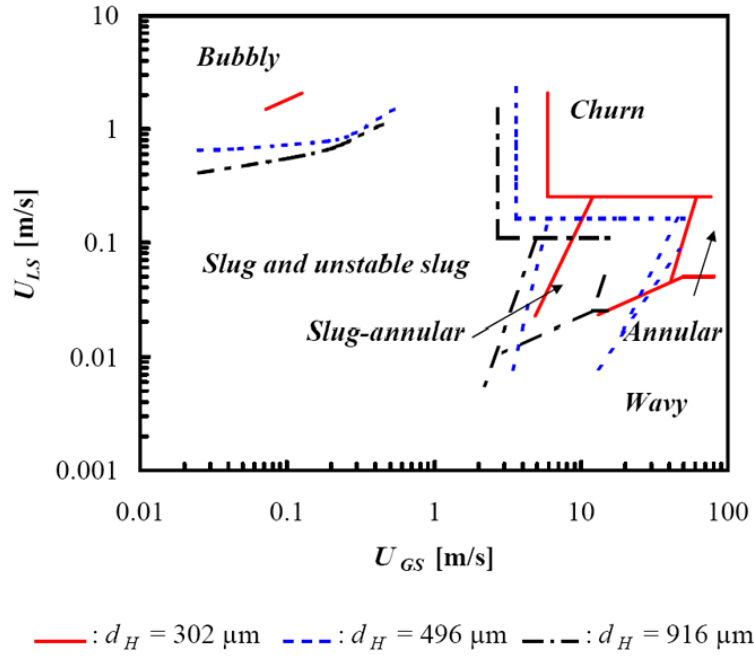 10
Bubbly
Churn
1
U_LS [m/s]
0.1
Slug and unstable slug
Slug-annular
Annular
0.01
Wavy
0.001
0.01 0.1 1 10 100
U_GS [m/s]
: d_H = 302 μm : d_H = 496 μm : d_H = 916 μm